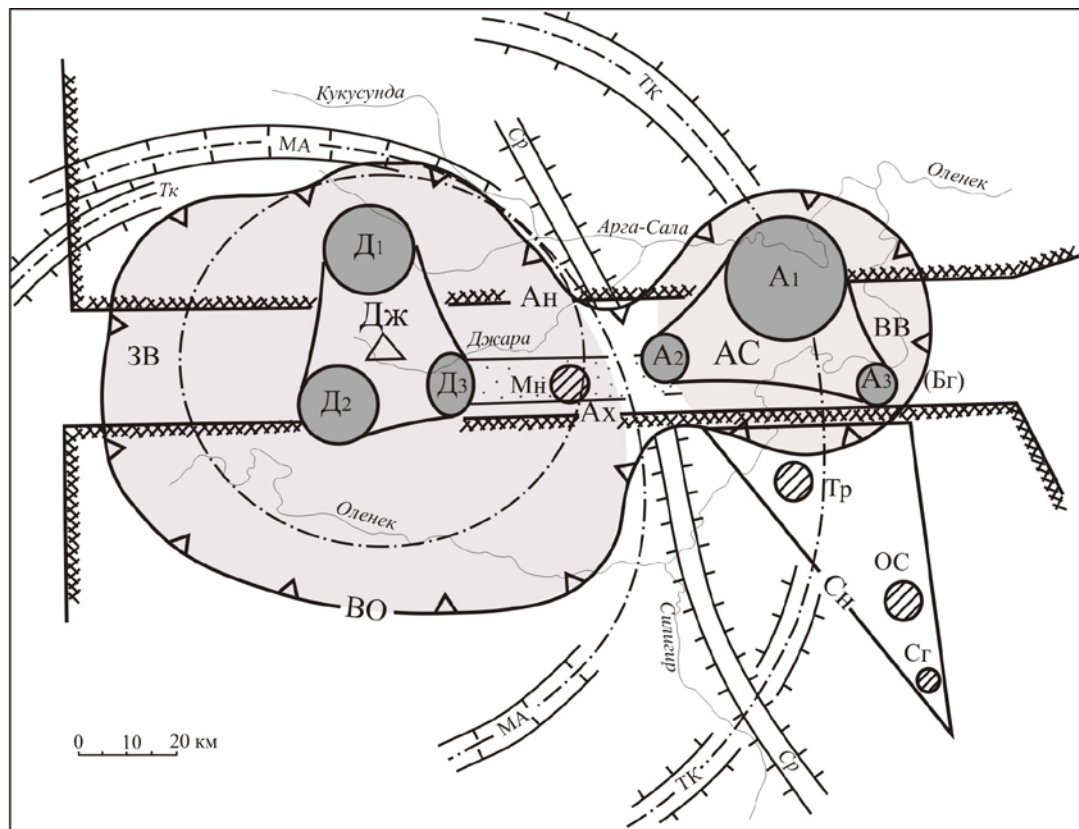 Кукусунда
МА
Ср
ТК
Тк
Оленек
Арга-Сала
Д1
А1
Ан
Дж
ЗВ
ВВ
Джара
А2
АС
Д3
Мн
А3
(Бг)
Д2
Ах
Тр
Оленек
ОС
Сн
ВО
Силигир
Сг
МА
0 10 20 км
Ср
ТК